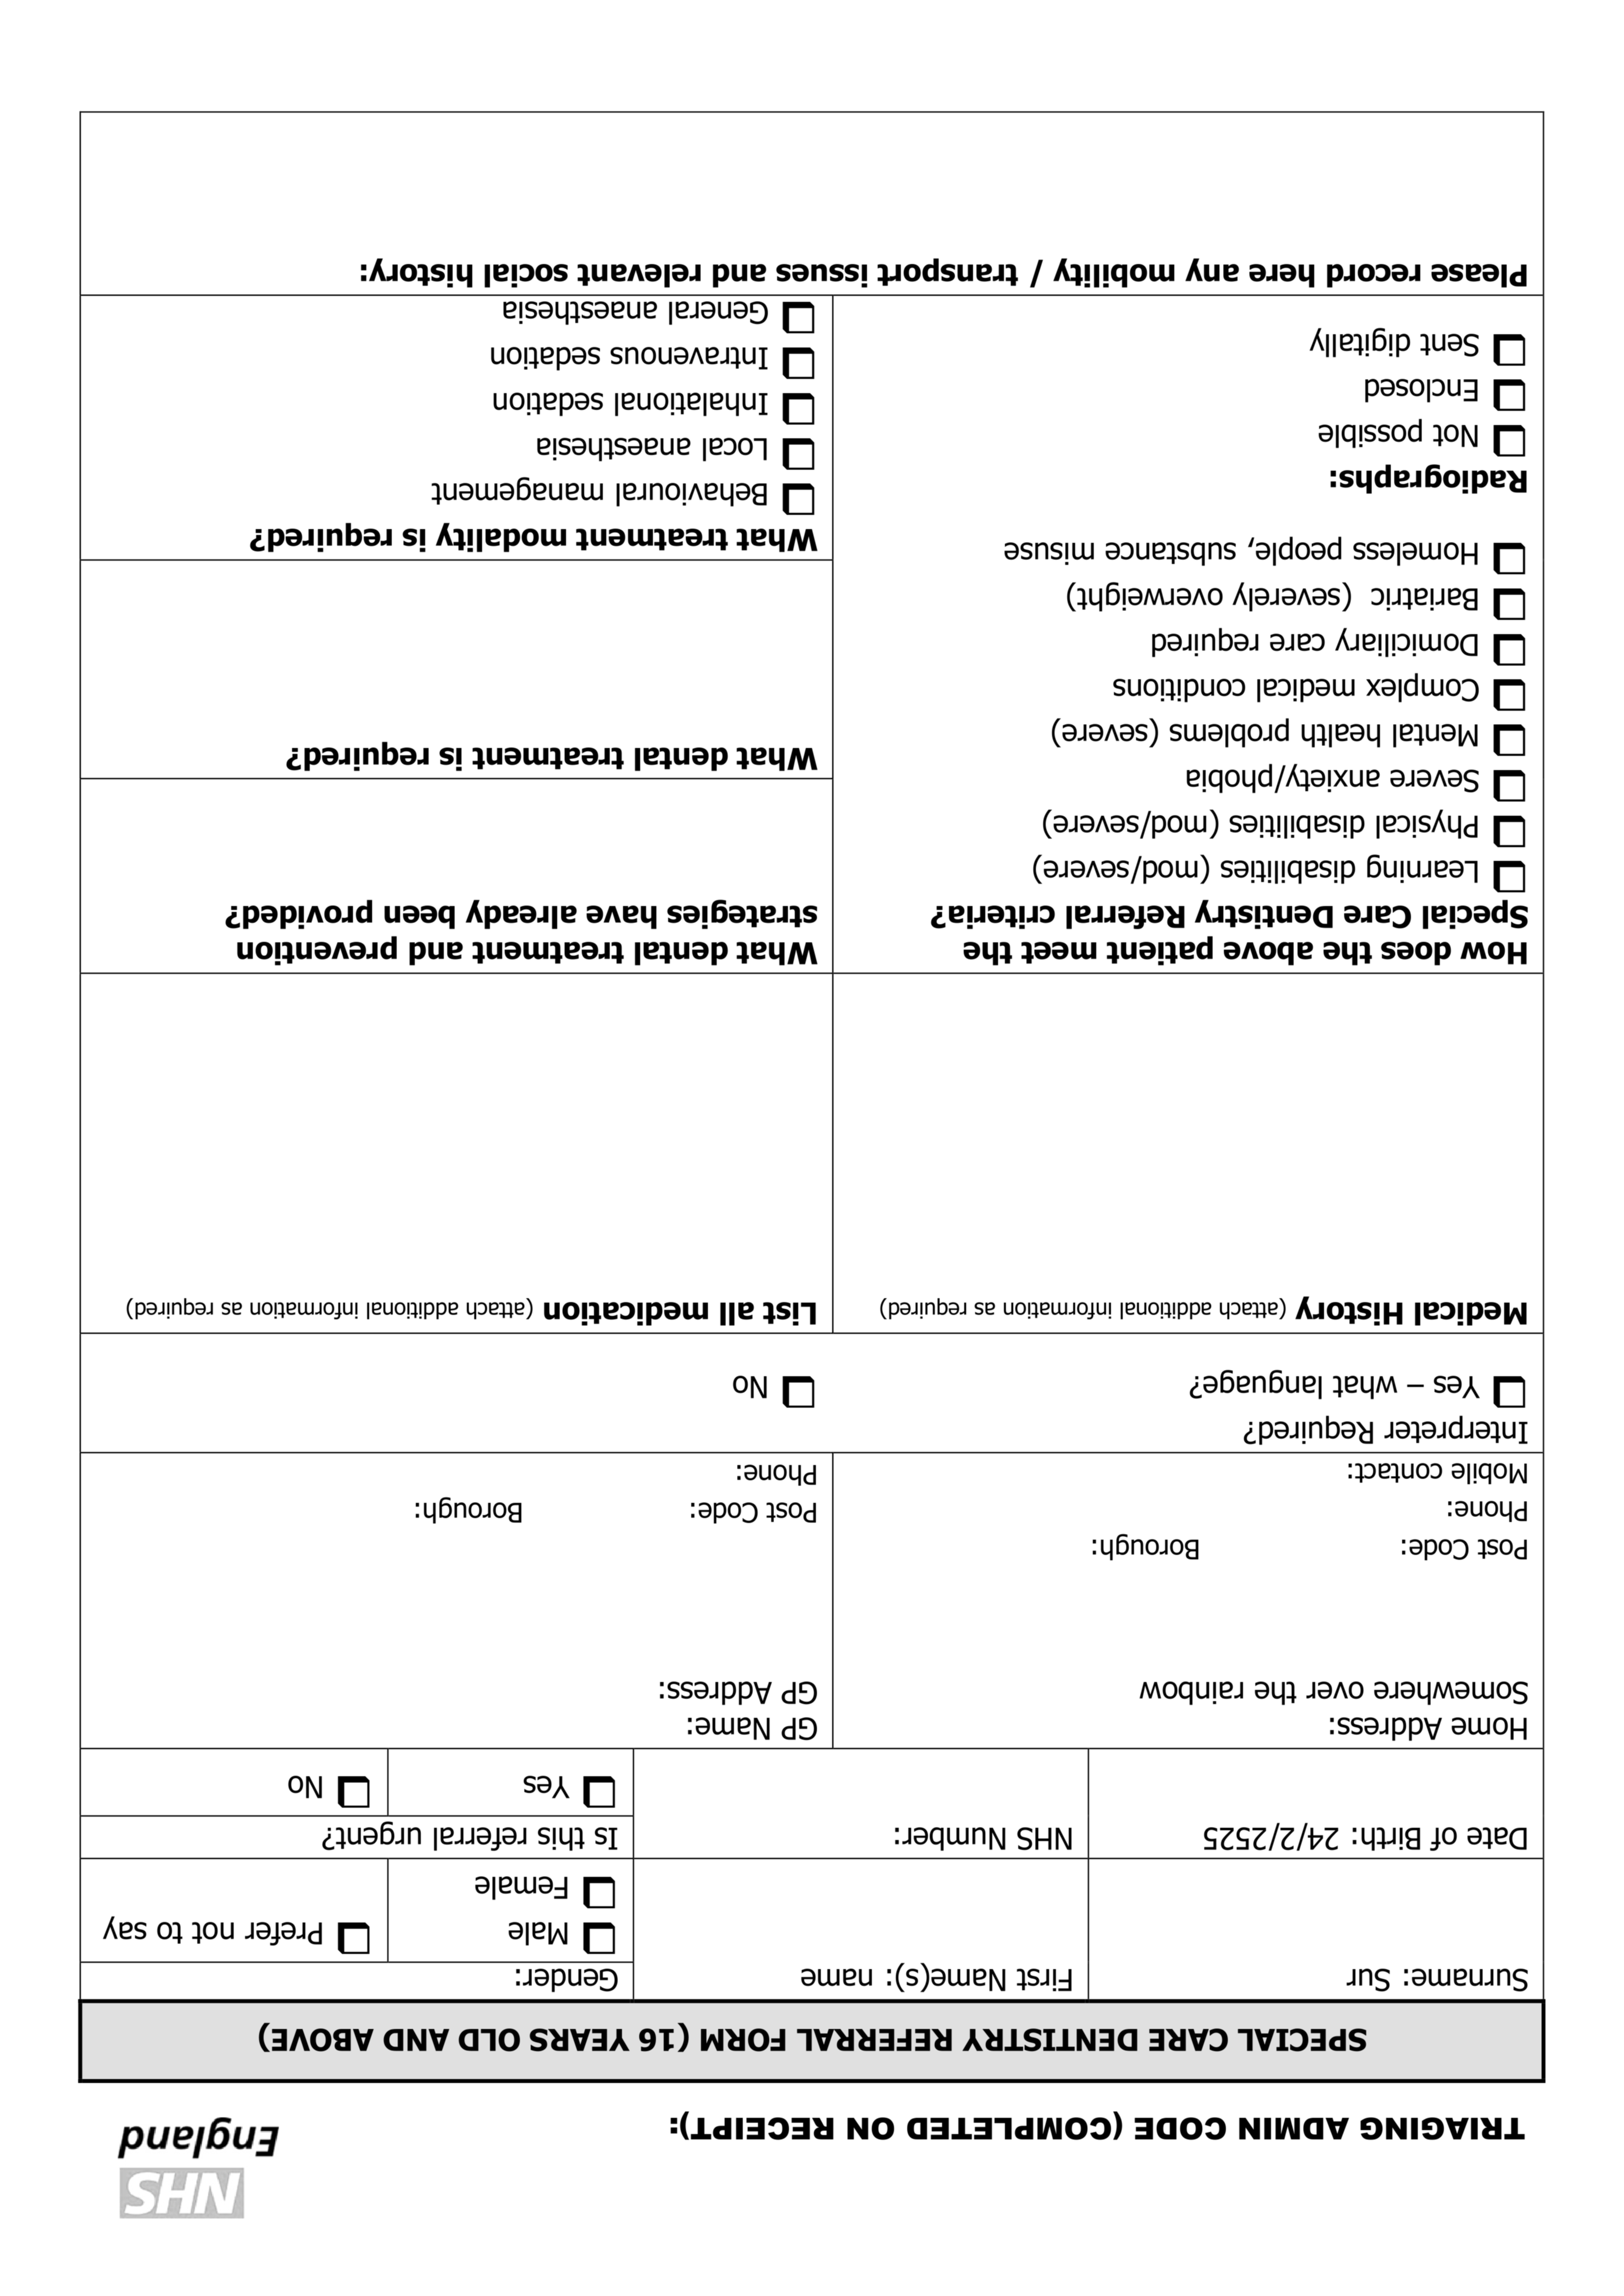 NHS
England
TRIAGING ADMIN CODE (COMPLETED ON RECEIPT):
SPECIAL CARE DENTISTRY REFERRAL FORM (16 YEARS OLD AND ABOVE)
Surname: Sur
First Name(s): name
Gender:
Male
Female
Prefer not to say
Date of Birth: 24/2/2525
NHS Number:
Is this referral urgent?
Yes
No
Home Address:
Somewhere over the rainbow
Post Code: Borough:
Phone:
Mobile contact:
GP Name:
GP Address:
Post Code: Borough:
Phone:
Interpreter Required?
Yes – what language?
No
Medical History (attach additional information as required)
List all medication (attach additional information as required)
How does the above patient meet the
Special Care Dentistry Referral criteria?
Learning disabilities (mod/severe)
Physical disabilities (mod/severe)
Severe anxiety/phobia
Mental health problems (severe)
Complex medical conditions
Domiciliary care required
Bariatric (severely overweight)
Homeless people, substance misuse
Radiographs:
Not possible
Enclosed
Sent digitally
What dental treatment and prevention
strategies have already been provided?
What dental treatment is required?
What treatment modality is required?
Behavioural management
Local anaesthesia
Inhalational sedation
Intravenous sedation
General anaesthesia
Please record here any mobility / transport issues and relevant social history: